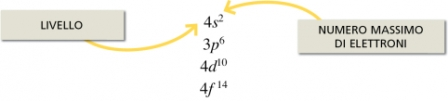 LIVELLO
4s²
3p⁶
4d¹⁰
4f¹⁴
NUMERO MASSIMO
DI ELETTRONI